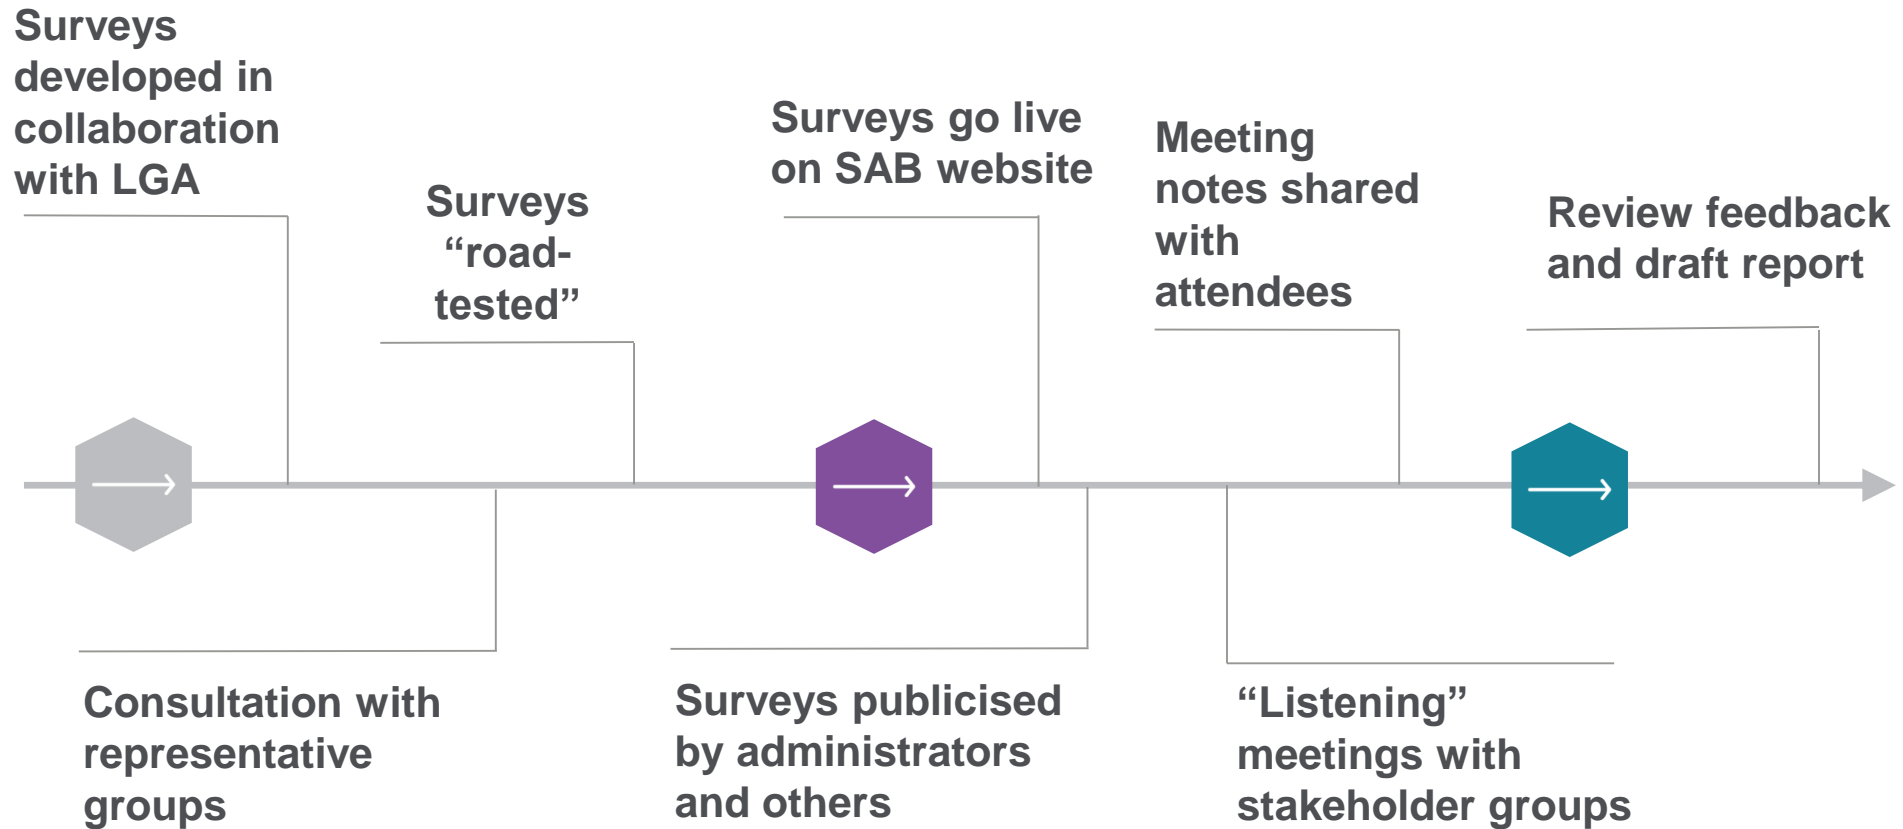 Surveys
developed in
collaboration
with LGA
Surveys
“road-
tested”
Surveys go live
on SAB website
Meeting
notes shared
with
attendees
Review feedback
and draft report
Consultation with
representative
groups
Surveys publicised
by administrators
and others
“Listening”
meetings with
stakeholder groups